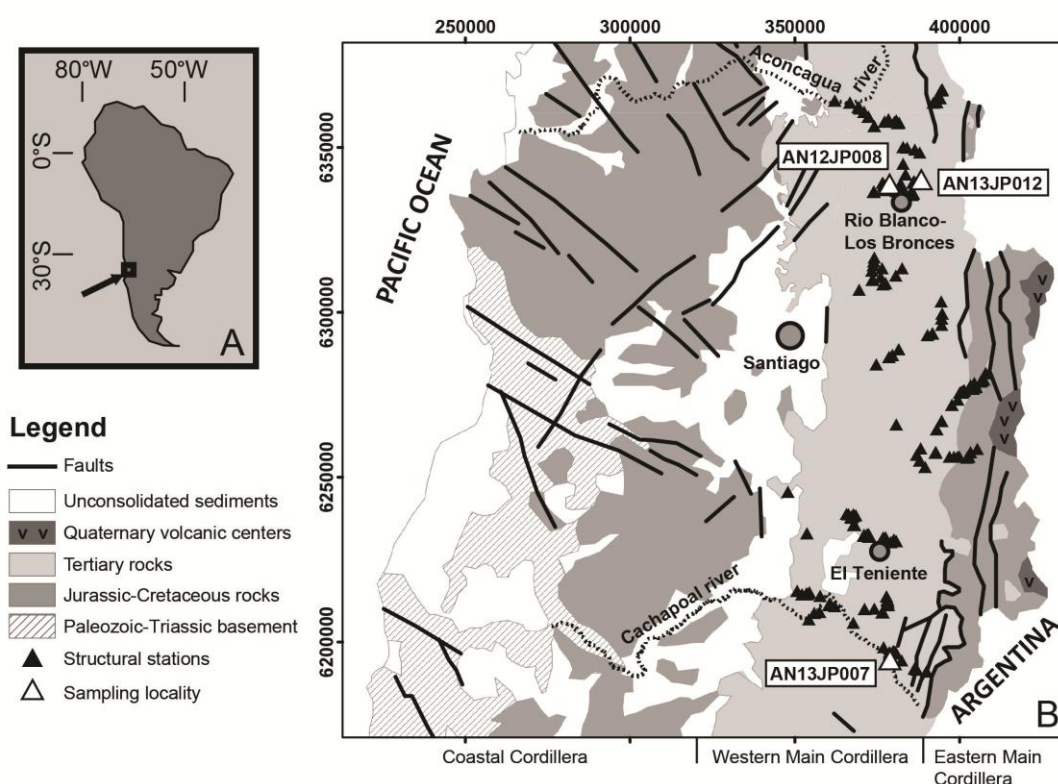 80°W 50°W
0°S
30°S
A
Legend
Faults
Unconsolidated sediments
v v Quaternary volcanic centers
Tertiary rocks
Jurassic-Cretaceous rocks
Paleozoic-Triassic basement
Structural stations
Sampling locality
250000 300000 350000 400000
6350000
6300000
6250000
6200000
PACIFIC OCEAN
Aconcagua
river
AN12JP008
AN13JP012
Rio Blanco-
Los Bronces
v
v
Santiago
v
v
v
El Teniente
v
Cachapoal river
AN13JP007
ARGENTINA
B
Coastal Cordillera
Western Main Cordillera
Eastern Main
Cordillera